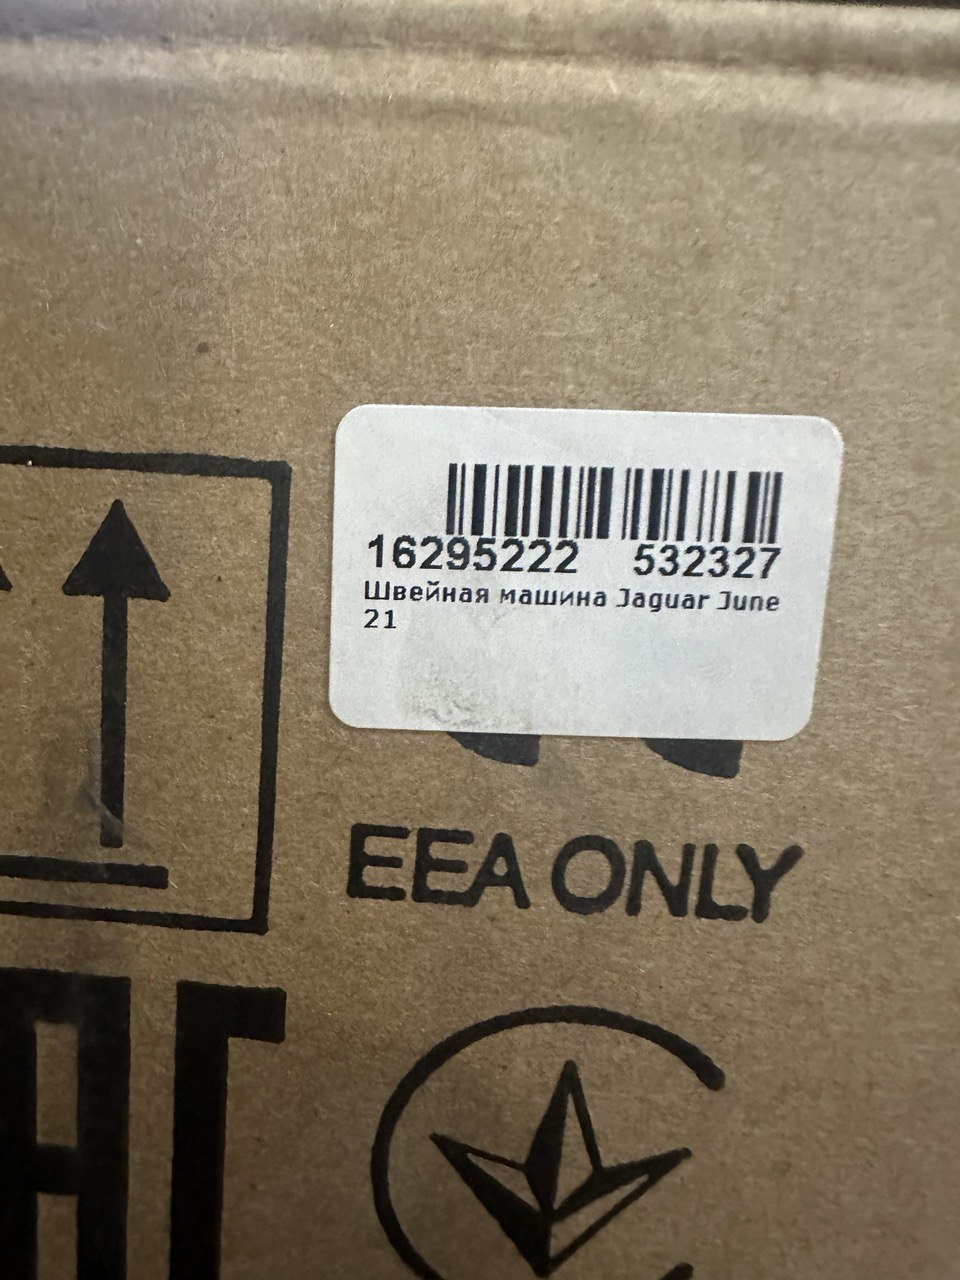 16295222 532327
Швейная машина Jaguar June
21
EEA ONLY